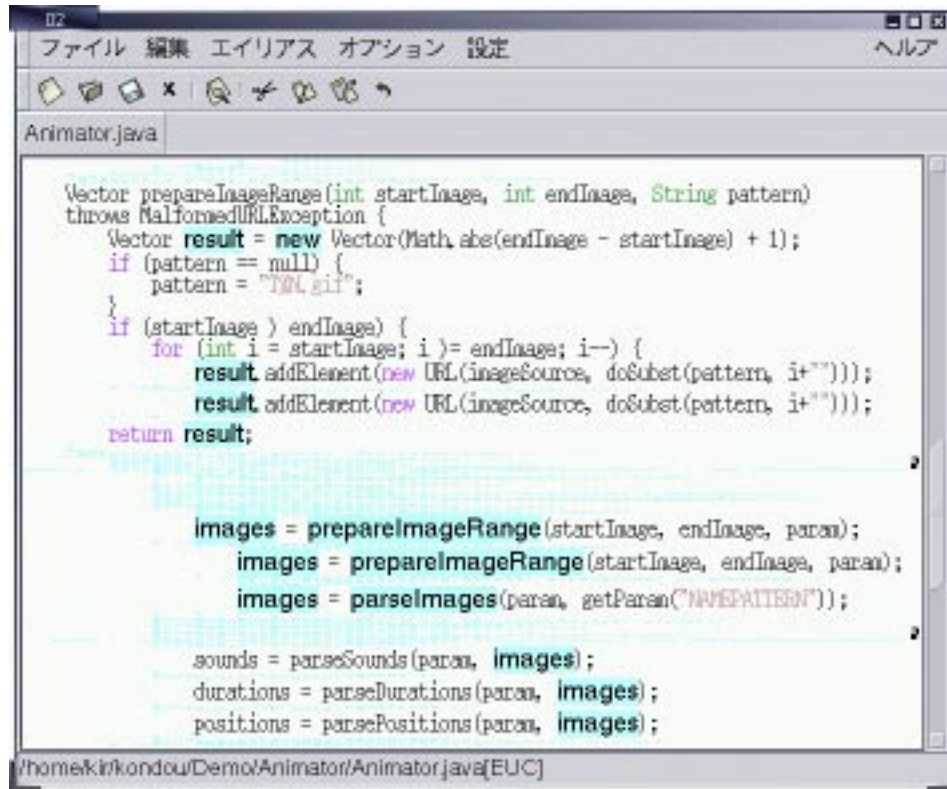 02
ファイル 編集 エイリアス オプション 設定 ヘルプ
Animator.java
Vector prepareImageRange(int startImage, int endImage, String pattern)
throws MalformedURLException {
Vector result = new Vector(Math.abs(endImage - startImage) + 1);
if (pattern == null) {
pattern = "T%N.gif";
}
if (startImage > endImage) {
for (int i = startImage; i >= endImage; i--) {
result.addElement(new URL(imageSource, doSubst(pattern, i+"")));
result.addElement(new URL(imageSource, doSubst(pattern, i+"")));
return result;
images = prepareImageRange(startImage, endImage, param);
images = prepareImageRange(startImage, endImage, param);
images = parseImages(param, getParam("NAMEPATTERN"));
sounds = parseSounds(param, images);
durations = parseDurations(param, images);
positions = parsePositions(param, images);
/home/kir/kondou/Demo/Animator/Animator.java[EUC]